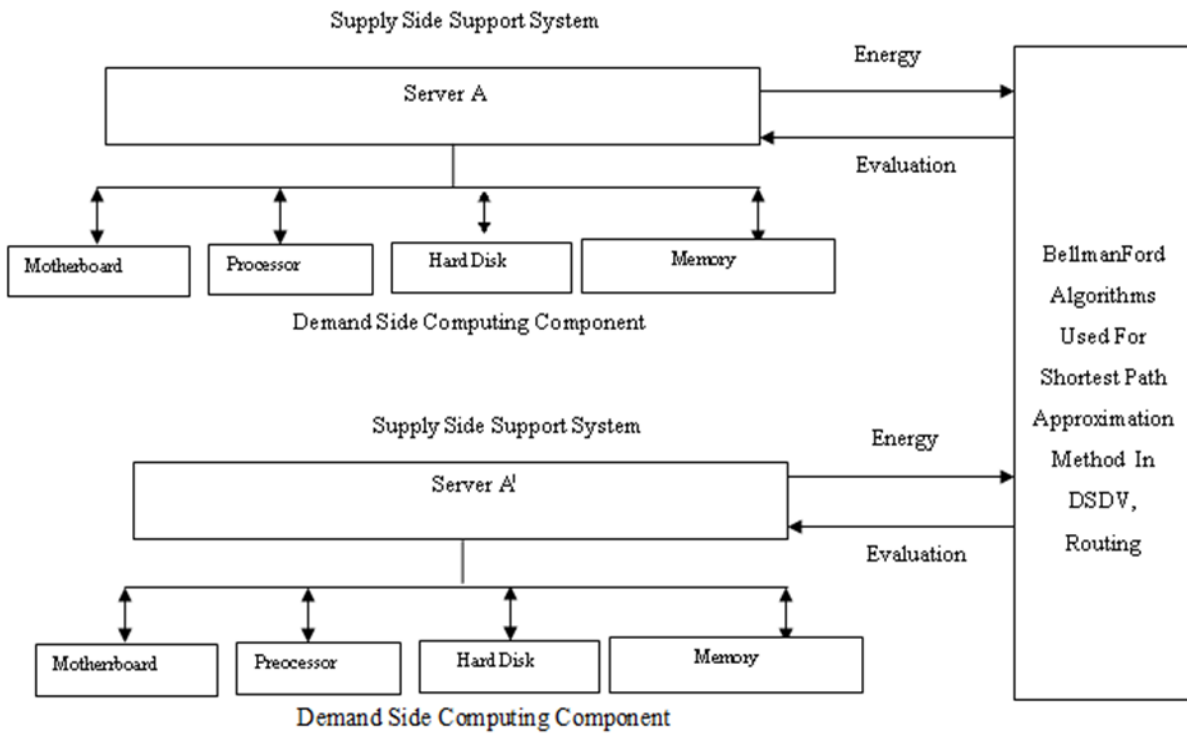 Supply Side Support System
Energy
Server A
Evaluation
Motherboard
Processor
Hard Disk
Memory
Demand Side Computing Component
Supply Side Support System
Energy
Server A'
Evaluation
Motherboard
Preocessor
Hard Disk
Memory
Demand Side Computing Component
BellmanFord
Algorithms
Used For
Shortest Path
Approximation
Method In
DSDV,
Routing